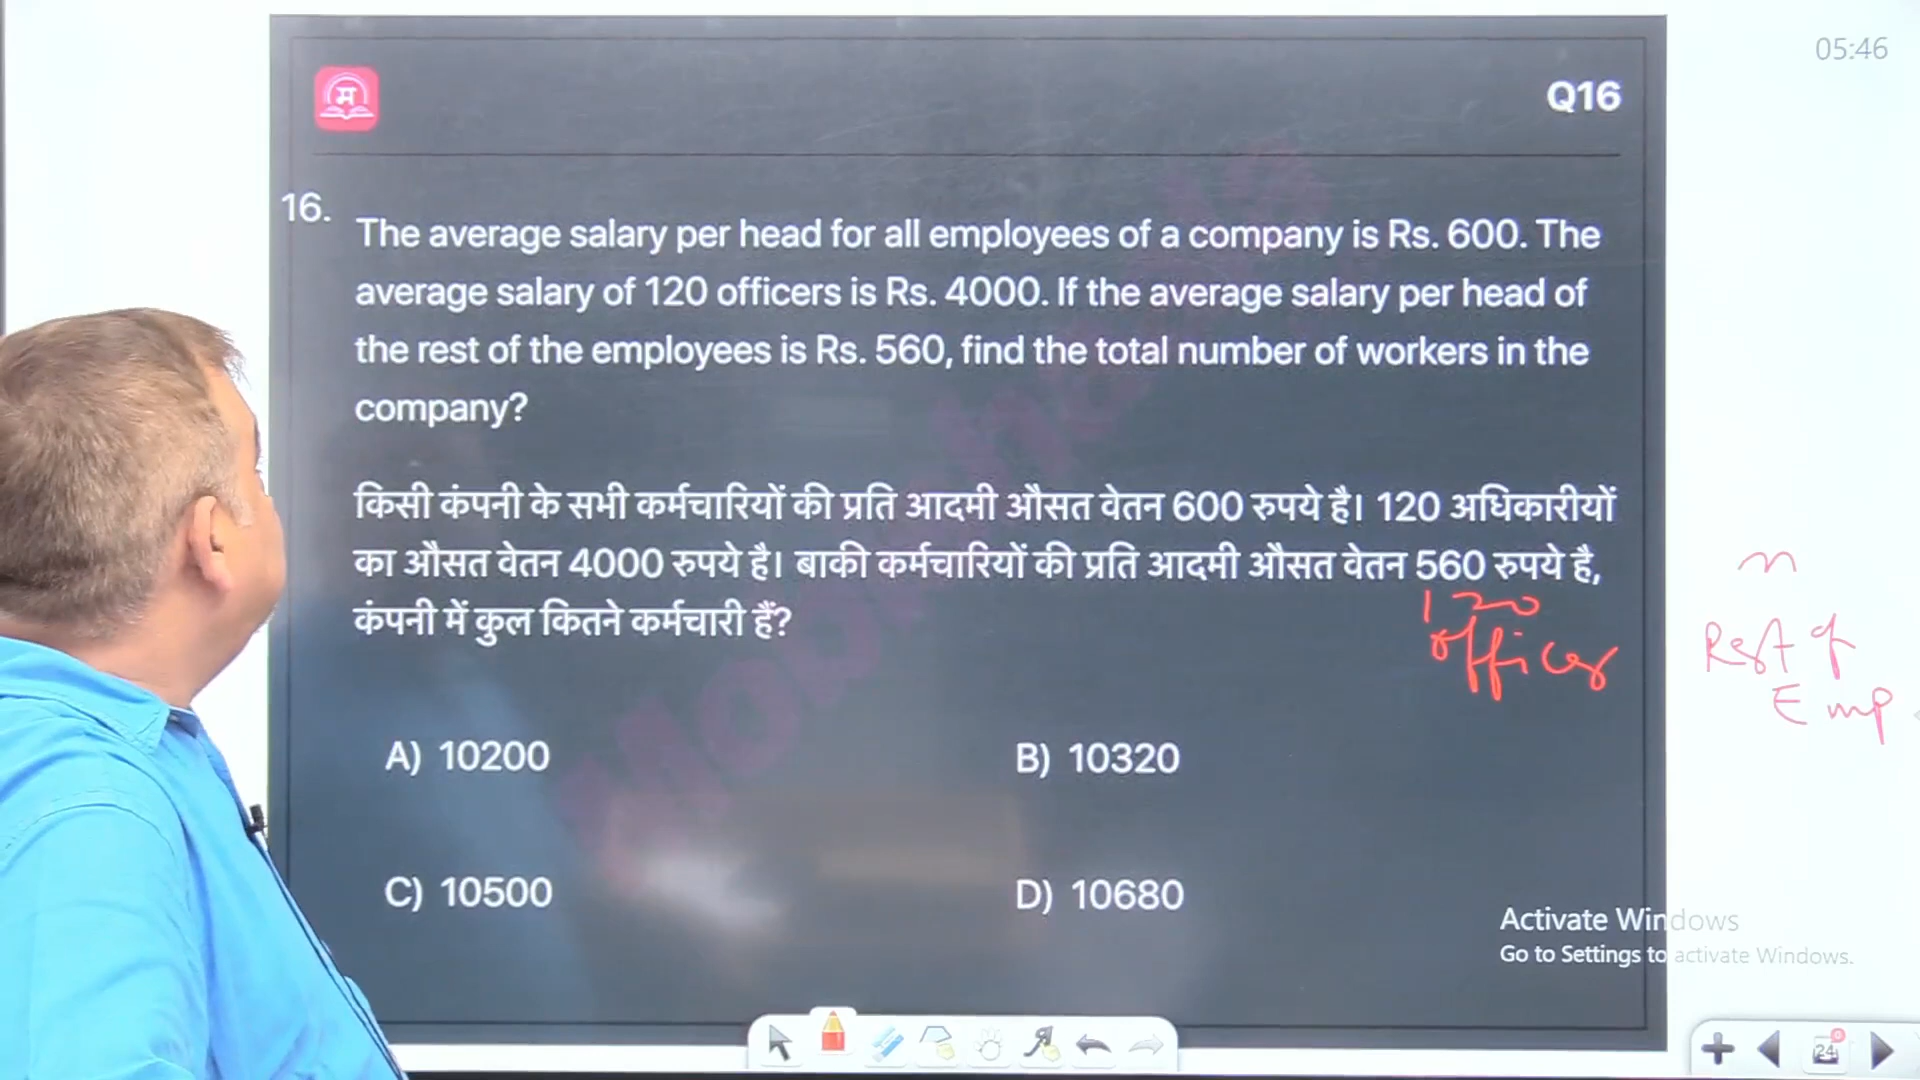 05:46
म
Q16
16.
The average salary per head for all employees of a company is Rs. 600. The
average salary of 120 officers is Rs. 4000. If the average salary per head of
the rest of the employees is Rs. 560, find the total number of workers in the
company?
किसी कंपनी के सभी कर्मचारियों की प्रति आदमी औसत वेतन 600 रुपये है। 120 अधिकारीयों
का औसत वेतन 4000 रुपये है। बाकी कर्मचारियों की प्रति आदमी औसत वेतन 560 रुपये है,
कंपनी में कुल कितने कर्मचारी हैं?
120
officer
n
Rest of
Emp
A) 10200
B) 10320
C) 10500
D) 10680
Activate Windows
Go to Settings to activate Windows.
24
0